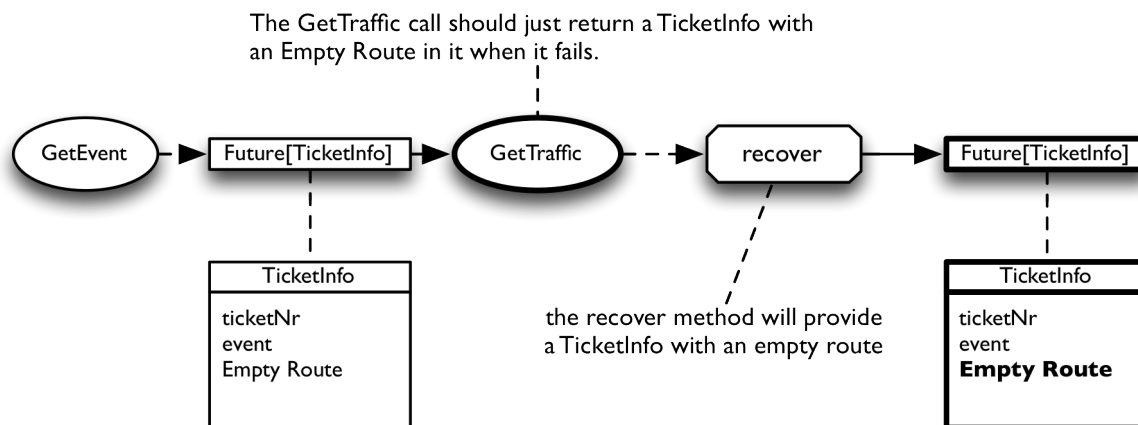 The GetTraffic call should just return a TicketInfo with
an Empty Route in it when it fails.
GetEvent
Future[TicketInfo]
GetTraffic
recover
Future[TicketInfo]
TicketInfo
ticketNr
event
Empty Route
the recover method will provide
a TicketInfo with an empty route
TicketInfo
ticketNr
event
Empty Route